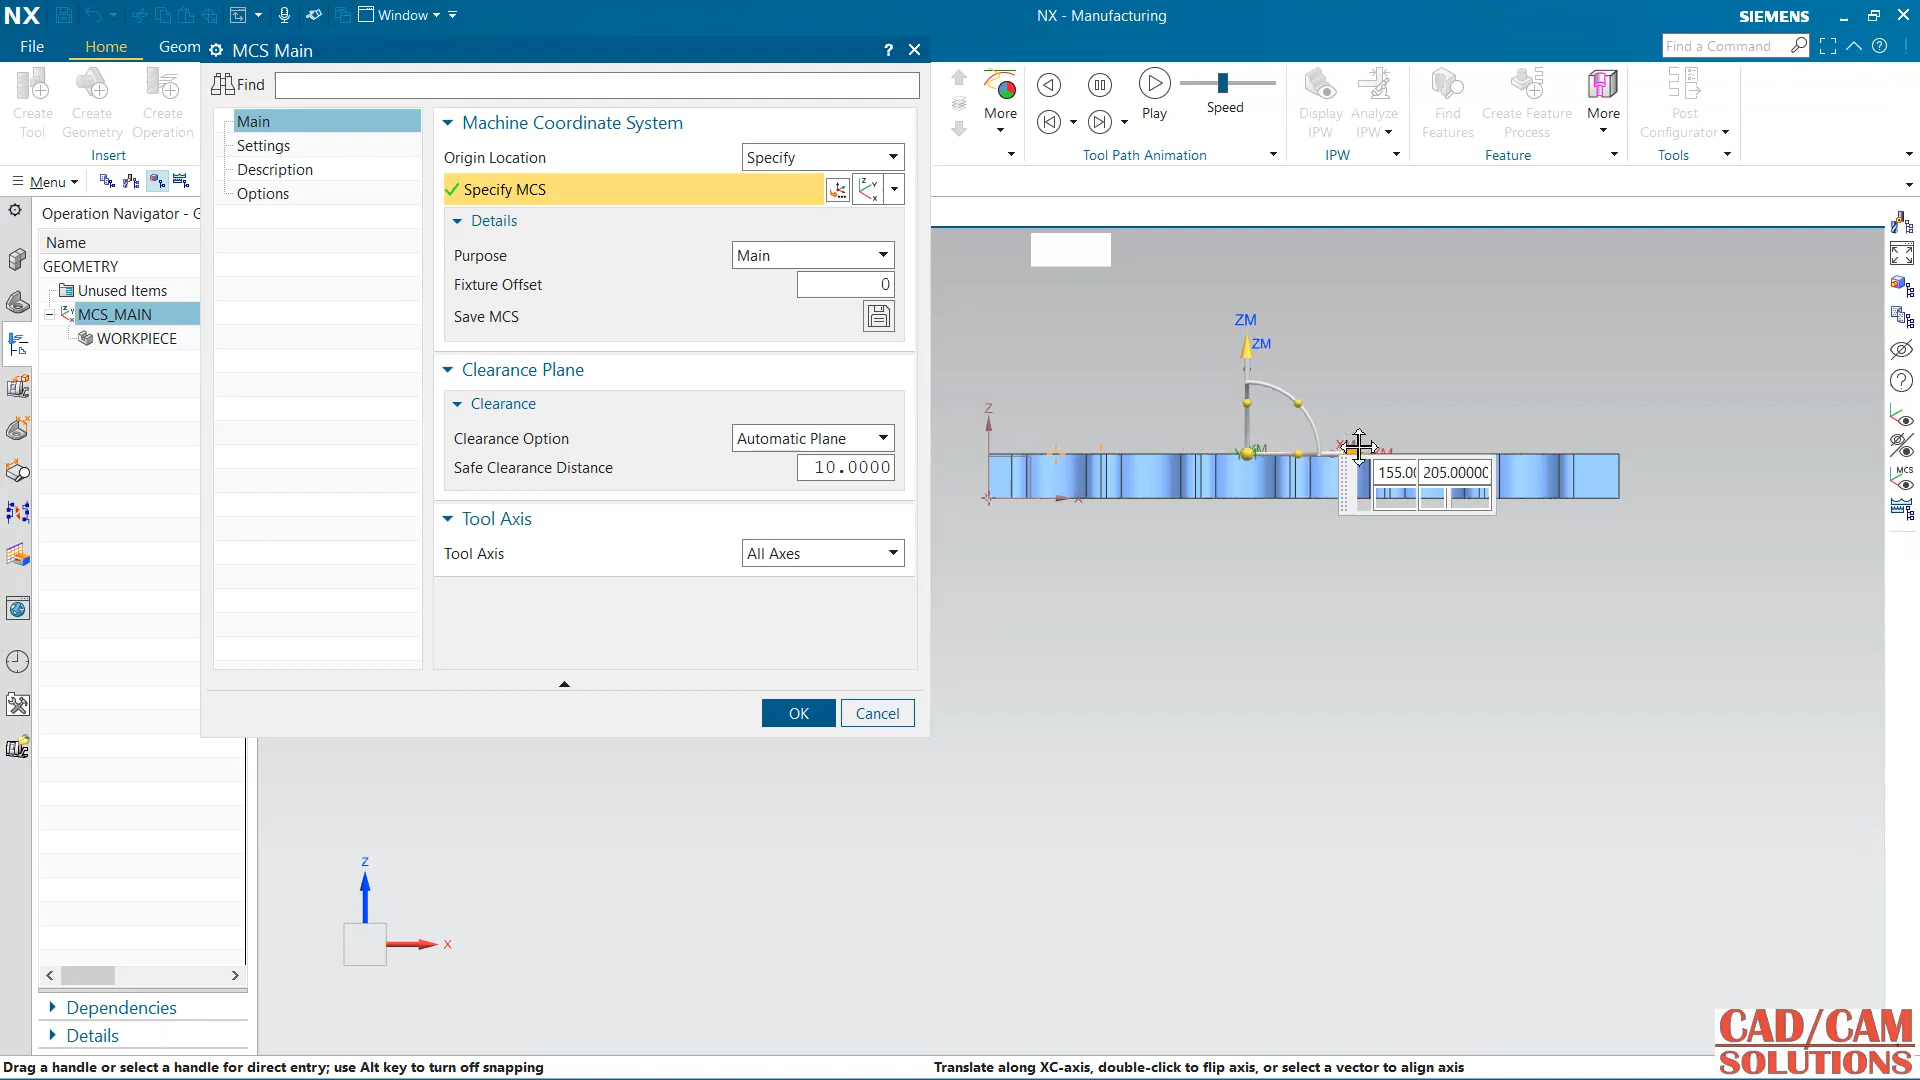 NX
Window
NX - Manufacturing
SIEMENS
File
Home
Geom
MCS Main
?
Find a Command
Create Tool
Create Geometry
Create Operation
Insert
Find
More
Play
Speed
Tool Path Animation
Display IPW
Analyze IPW
IPW
Find Features
Create Feature Process
More
Feature
Post Configurator
Tools
Menu
Operation Navigator - G
Name
GEOMETRY
Unused Items
MCS_MAIN
WORKPIECE
Main
Settings
Description
Options
Machine Coordinate System
Origin Location
Specify
Specify MCS
Details
Purpose
Main
Fixture Offset
0
Save MCS
Clearance Plane
Clearance
Clearance Option
Automatic Plane
Safe Clearance Distance
10.0000
Tool Axis
Tool Axis
All Axes
OK
Cancel
ZM
ZM
Z
X
155.0
205.00000
MCS
Z
X
Dependencies
Details
Drag a handle or select a handle for direct entry; use Alt key to turn off snapping
Translate along XC-axis, double-click to flip axis, or select a vector to align axis
CAD/CAM
SOLUTIONS